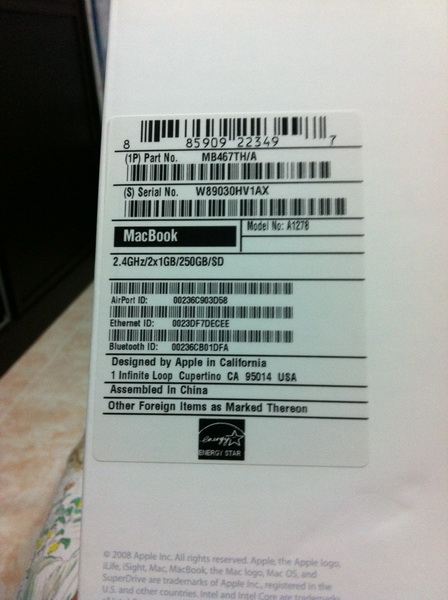 8 85909 22349 7
(1P) Part No. MB467TH/A
(S) Serial No. W89030HV1AX
MacBook
Model No: A1278
2.4GHz/2x1GB/250GB/SD
AirPort ID: 00236C903D58
Ethernet ID: 0023DF7DECEE
Bluetooth ID: 00236CB01DFA
Designed by Apple in California
1 Infinite Loop Cupertino CA 95014 USA
Assembled In China
Other Foreign Items as Marked Thereon
energy
ENERGY STAR
© 2008 Apple Inc. All rights reserved. Apple, the Apple logo,
iLife, iSight, Mac, MacBook, the Mac logo, Mac OS, and
SuperDrive are trademarks of Apple Inc., registered in the
U.S. and other countries. Intel and Intel Core are trademarks